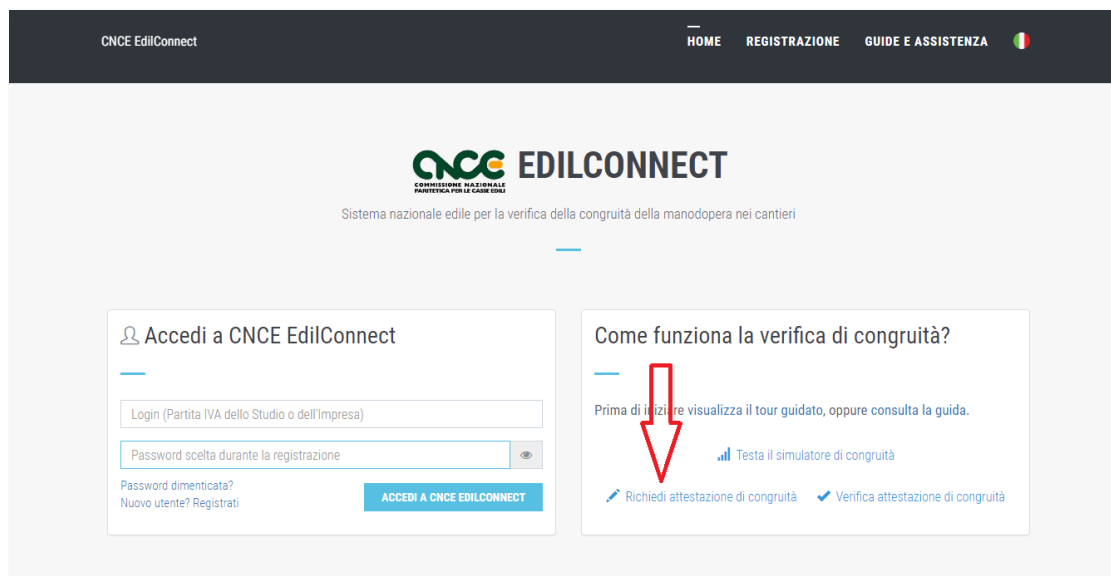 CNCE EdilConnect
HOME REGISTRAZIONE GUIDE E ASSISTENZA
CNCE EDILCONNECT
COMMISSIONE NAZIONALE
PARITETICA PER LE CASSE EDILI
Sistema nazionale edile per la verifica della congruità della manodopera nei cantieri
Accedi a CNCE EdilConnect
Login (Partita IVA dello Studio o dell'Impresa)
Password scelta durante la registrazione
Password dimenticata?
Nuovo utente? Registrati
ACCEDI A CNCE EDILCONNECT
Come funziona la verifica di congruità?
Prima di iniziare visualizza il tour guidato, oppure consulta la guida.
Testa il simulatore di congruità
Richiedi attestazione di congruità
Verifica attestazione di congruità